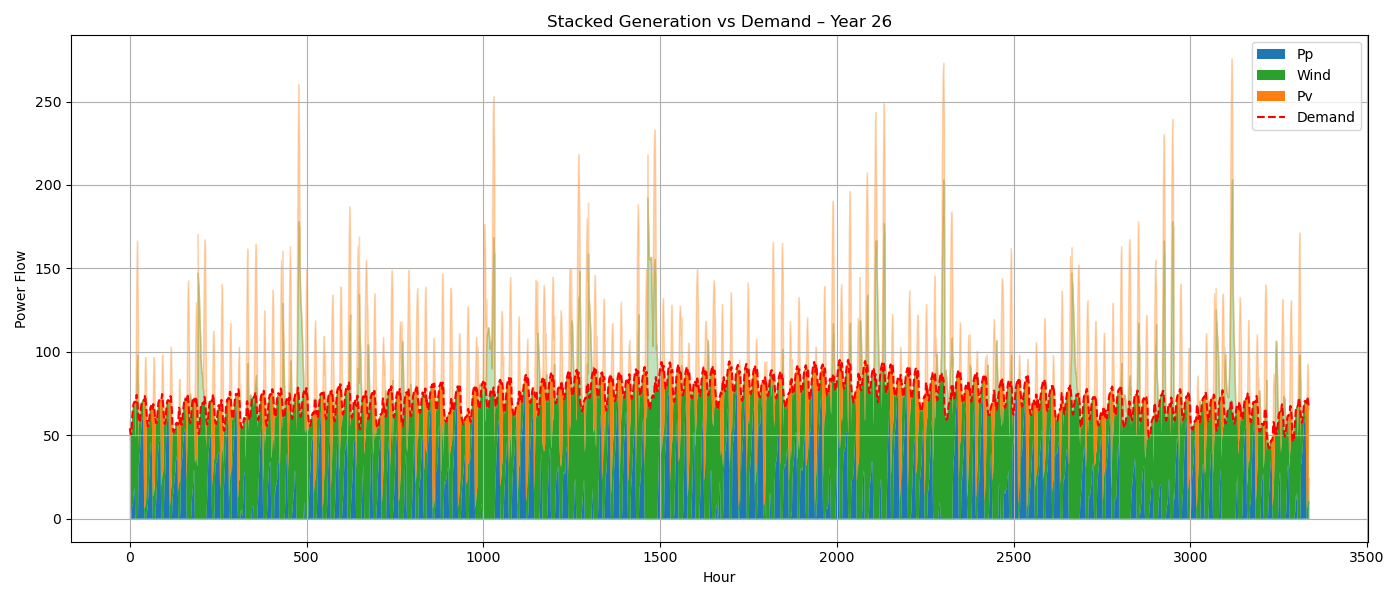 Stacked Generation vs Demand – Year 26
Pp
Wind
Pv
Demand
Power Flow
250
200
150
100
50
0
0 500 1000 1500 2000 2500 3000 3500
Hour